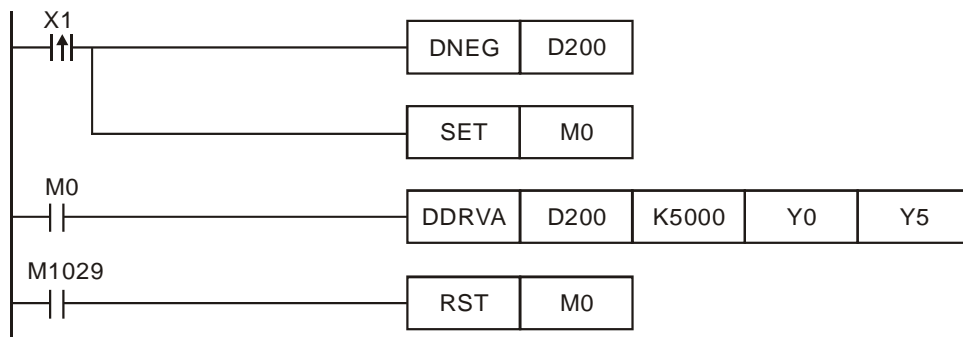 X1
DNEG D200
SET M0
M0
DDRVA D200 K5000 Y0 Y5
M1029
RST M0